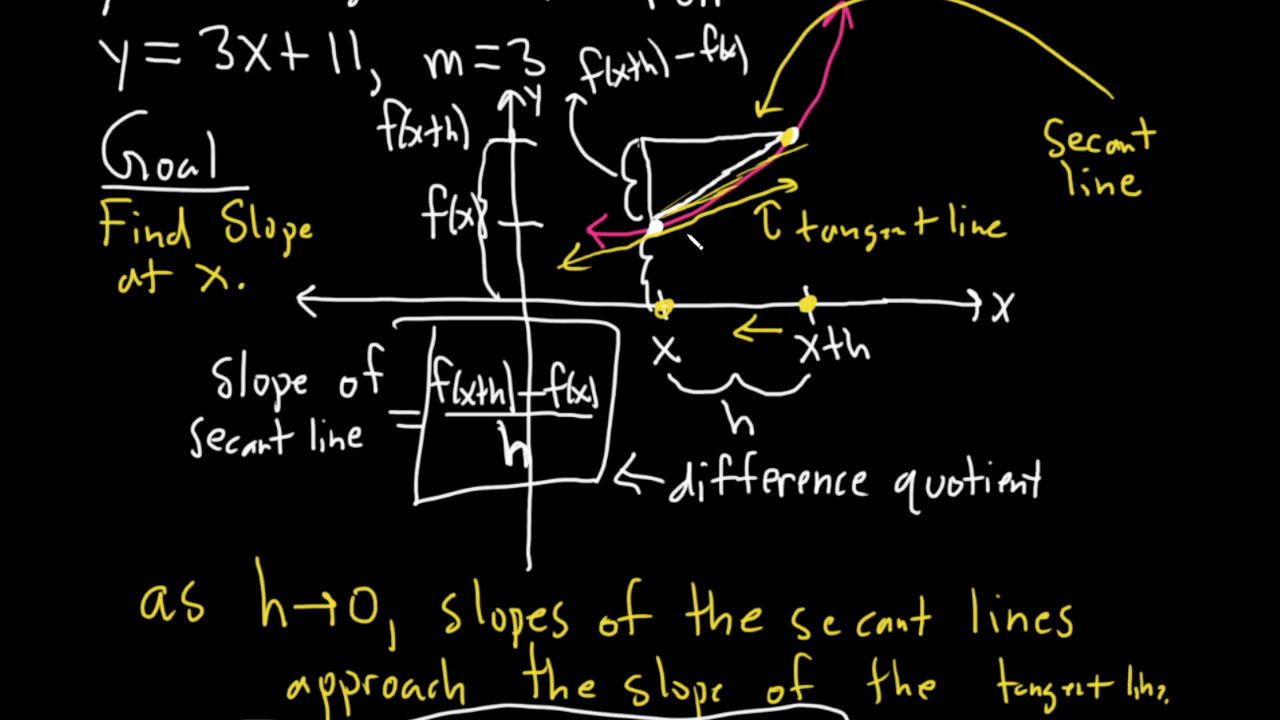 y = 3x + 11, m = 3
f(x+h) - f(x)
y
f(x+h)
Goal
Secant
line
f(x)
Find Slope
at x.
tangent line
x
x
x+h
h
Slope of
secant line
= f(x+h) - f(x)
h
← difference quotient
as h→0, slopes of the secant lines
approach the slope of the tangent line.